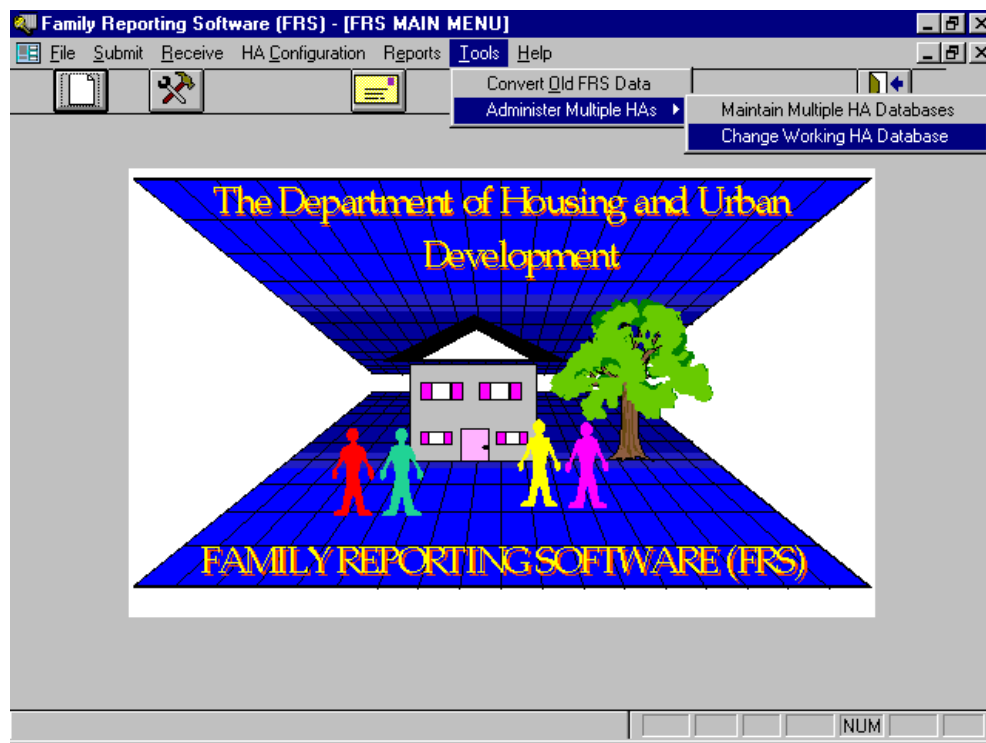 Family Reporting Software (FRS) - [FRS MAIN MENU]
File Submit Receive HA Configuration Reports Tools Help
Convert Old FRS Data
Administer Multiple HAs
Maintain Multiple HA Databases
Change Working HA Database
The Department of Housing and Urban
Development
FAMILY REPORTING SOFTWARE (FRS)
NUM